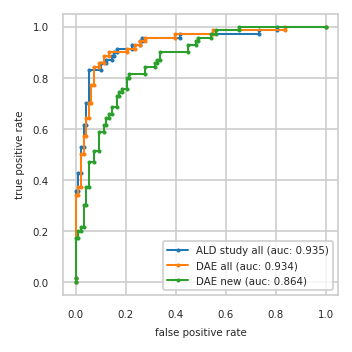 1.0
0.8
0.6
0.4
0.2
0.0
true positive rate
ALD study all (auc: 0.935)
DAE all (auc: 0.934)
DAE new (auc: 0.864)
0.0 0.2 0.4 0.6 0.8 1.0
false positive rate